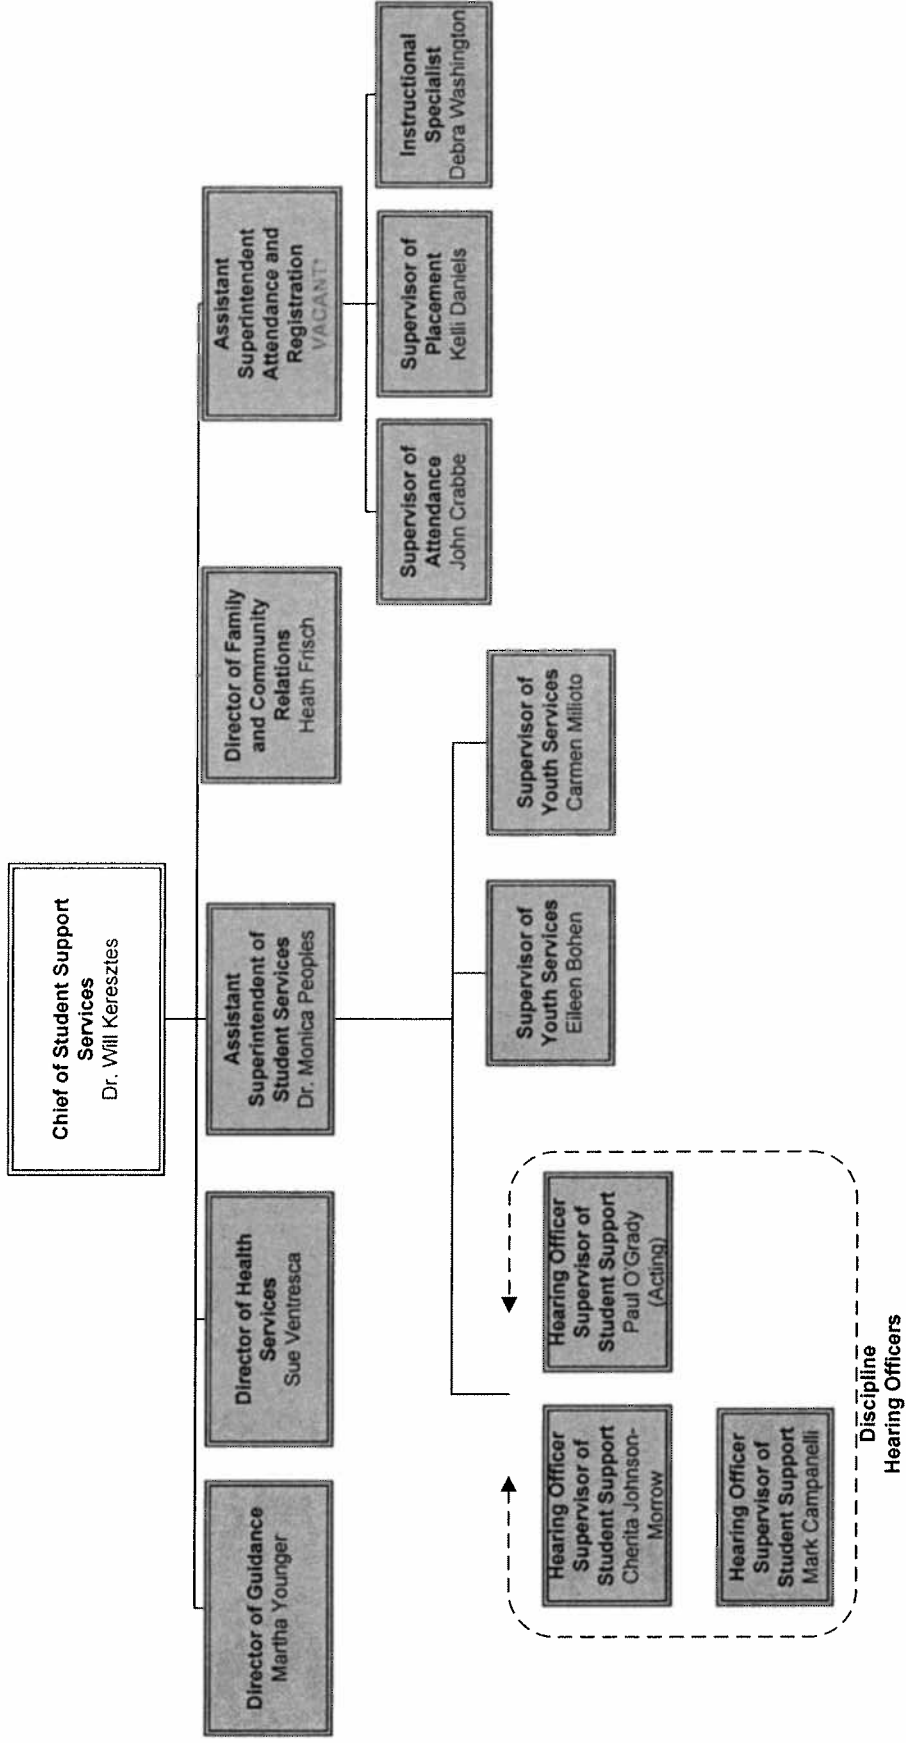 Chief of Student Support
Services
Dr. Will Keresztes
Director of Guidance
Martha Younger
Director of Health
Services
Sue Ventresca
Assistant
Superintendent of
Student Services
Dr. Monica Peoples
Director of Family
and Community
Relations
Heath Frisch
Assistant
Superintendent
Attendance and
Registration
VACANT*
Supervisor of
Attendance
John Crabbe
Supervisor of
Placement
Kelli Daniels
Instructional
Specialist
Debra Washington
Hearing Officer
Supervisor of
Student Support
Cherita Johnson-
Morrow
Hearing Officer
Supervisor of
Student Support
Paul O'Grady
(Acting)
Supervisor of
Youth Services
Eileen Bohen
Supervisor of
Youth Services
Carmen Milioto
Hearing Officer
Supervisor of
Student Support
Mark Campanelli
Discipline
Hearing Officers